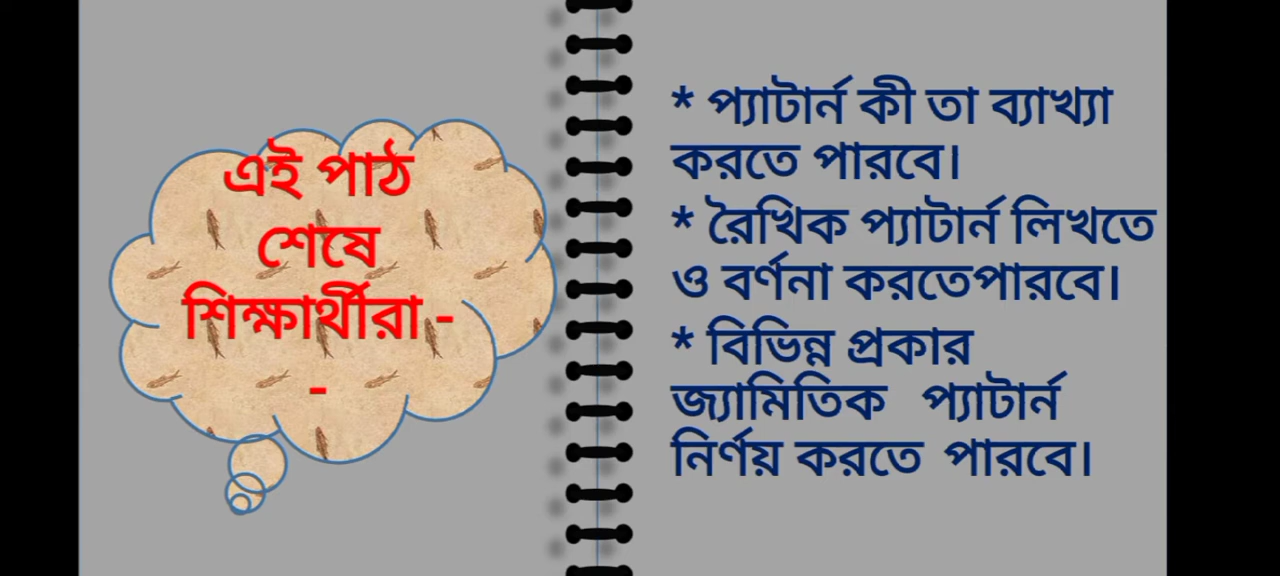 এই পাঠ
শেষে
শিক্ষার্থীরা -
-
* প্যাটার্ন কী তা ব্যাখ্যা
করতে পারবে।
* রৈখিক প্যাটার্ন লিখতে
ও বর্ণনা করতেপারবে।
* বিভিন্ন প্রকার
জ্যামিতিক প্যাটার্ন
নির্ণয় করতে পারবে।